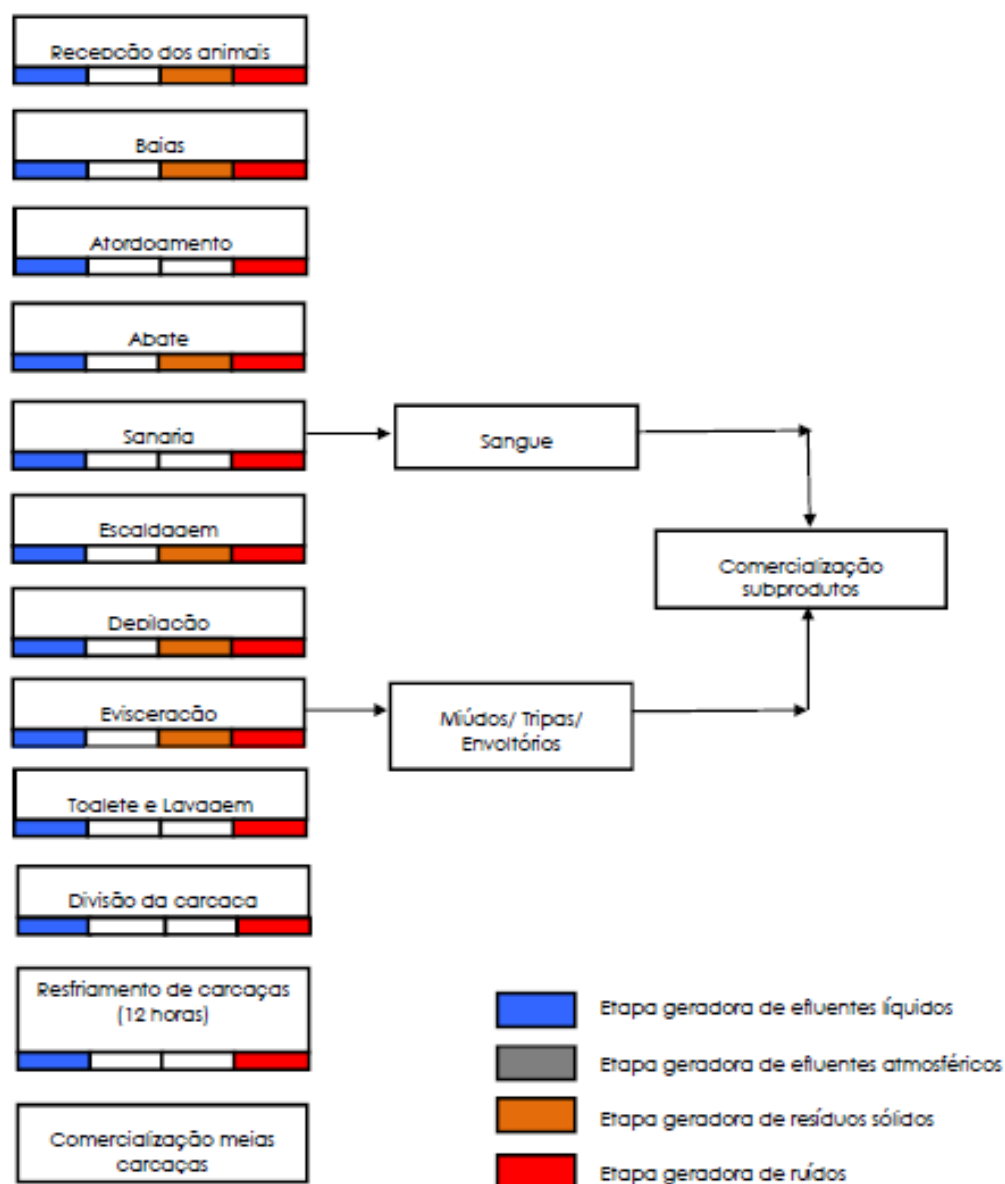 Recepção dos animais
Baias
Atordoamento
Abate
Sangria
Sangue
Escaldagem
Comercialização
subprodutos
Depilação
Evisceração
Miúdos/ Tripas/
Envoltórios
Toalete e Lavagem
Divisão da carcaça
Resfriamento de carcaças
(12 horas)
Comercialização meias
carcaças
Etapa geradora de efluentes líquidos
Etapa geradora de efluentes atmosféricos
Etapa geradora de resíduos sólidos
Etapa geradora de ruídos